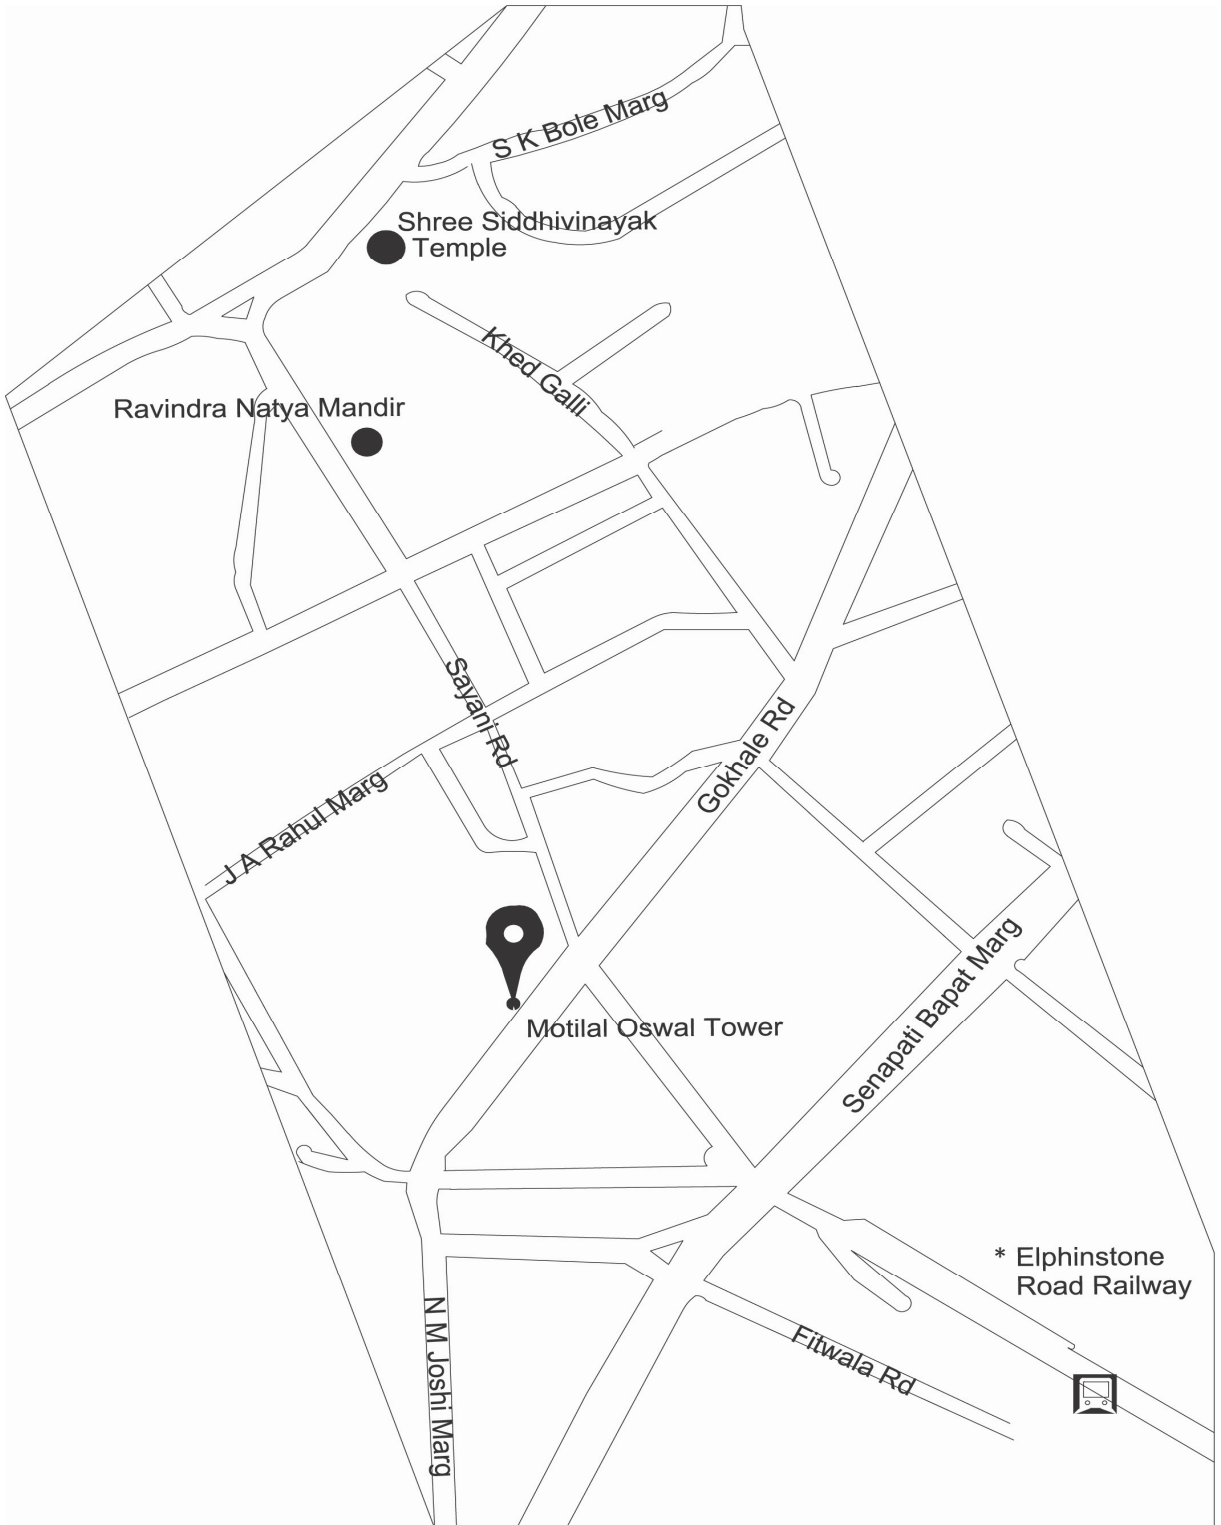 S K Bole Marg
Shree Siddhivinayak
Temple
Khed Galli
Ravindra Natya Mandir
Sayani Rd
Gokhale Rd
J A Rahul Marg
Senapati Bapat Marg
Motilal Oswal Tower
* Elphinstone
Road Railway
N M Joshi Marg
Fitwala Rd